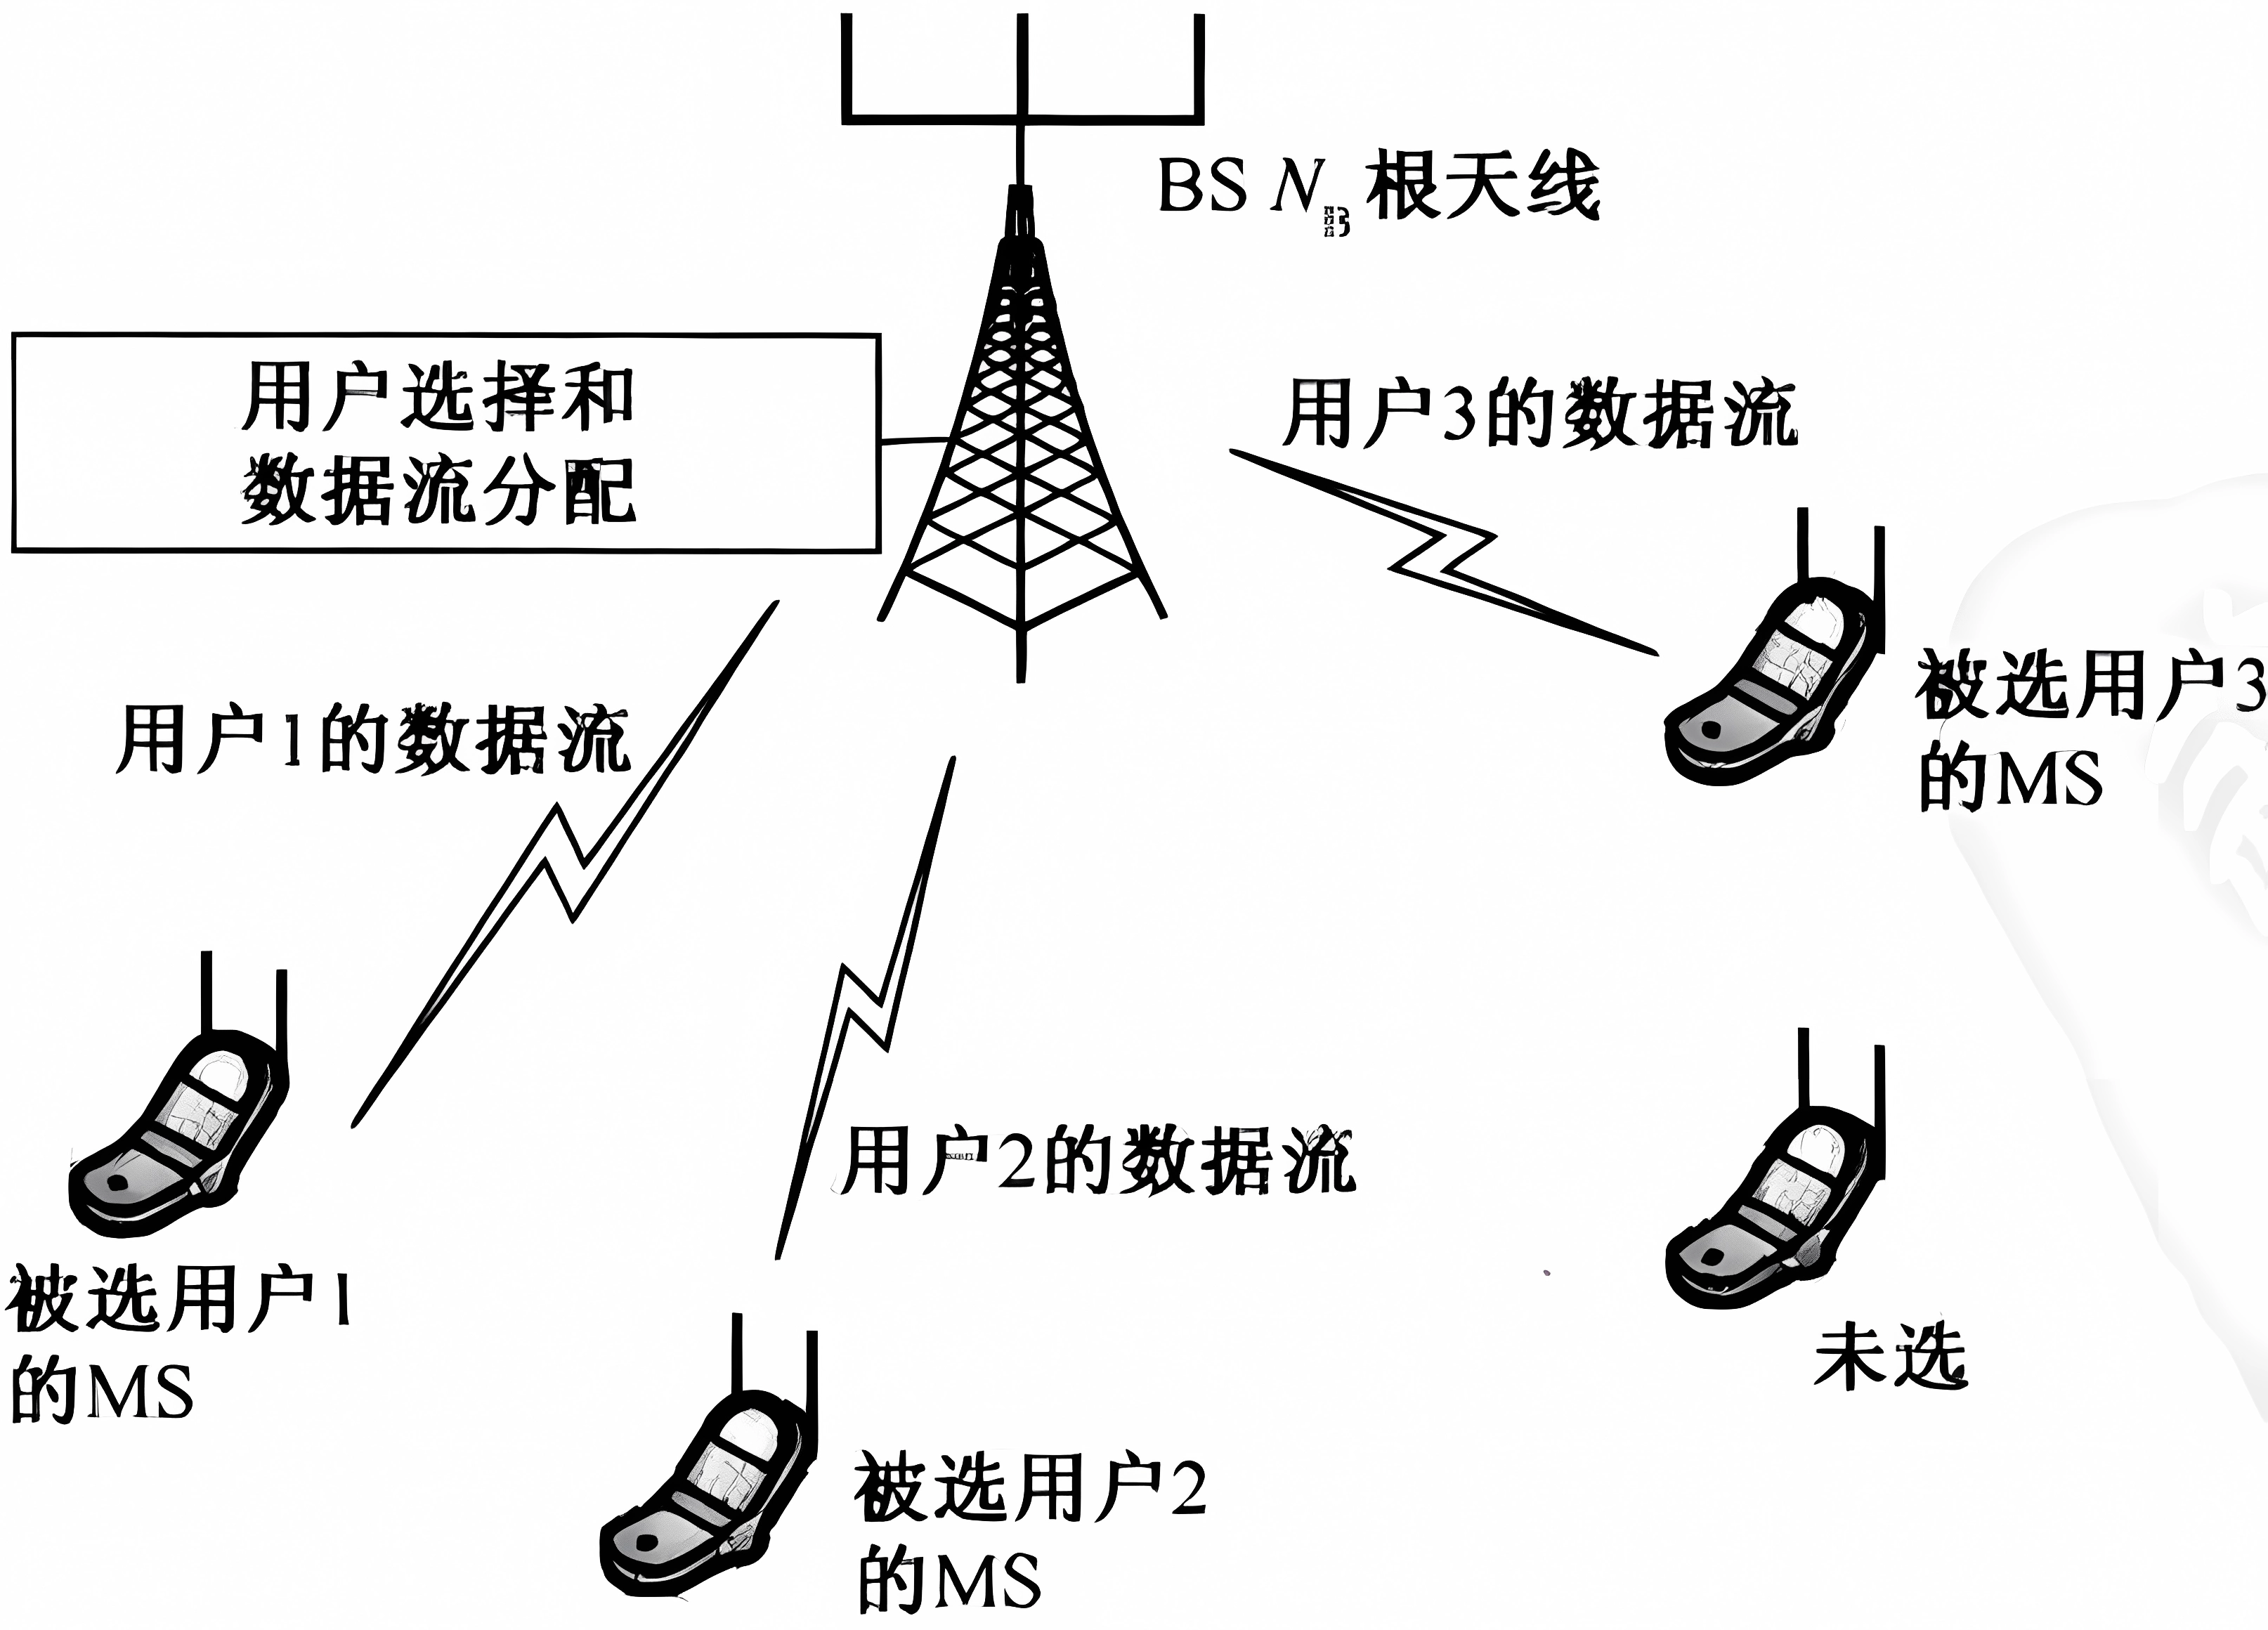 BS N_B 根天线
用户选择和
数据流分配
用户3的数据流
被选用户3
的MS
用户1的数据流
用户2的数据流
被选用户1
的MS
未选
被选用户2
的MS